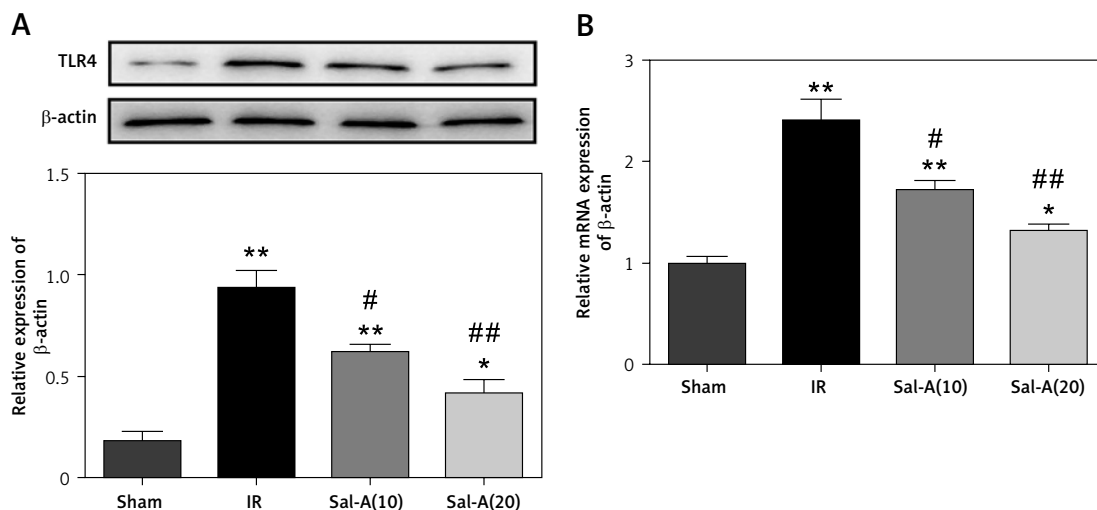 A
TLR4
β-actin
Relative expression of
β-actin
1.5
1.0
0.5
0
**
#
**
##
*
Sham IR Sal-A(10) Sal-A(20)
B
Relative mRNA expression
of β-actin
3
2
1
0
**
#
**
##
*
Sham IR Sal-A(10) Sal-A(20)